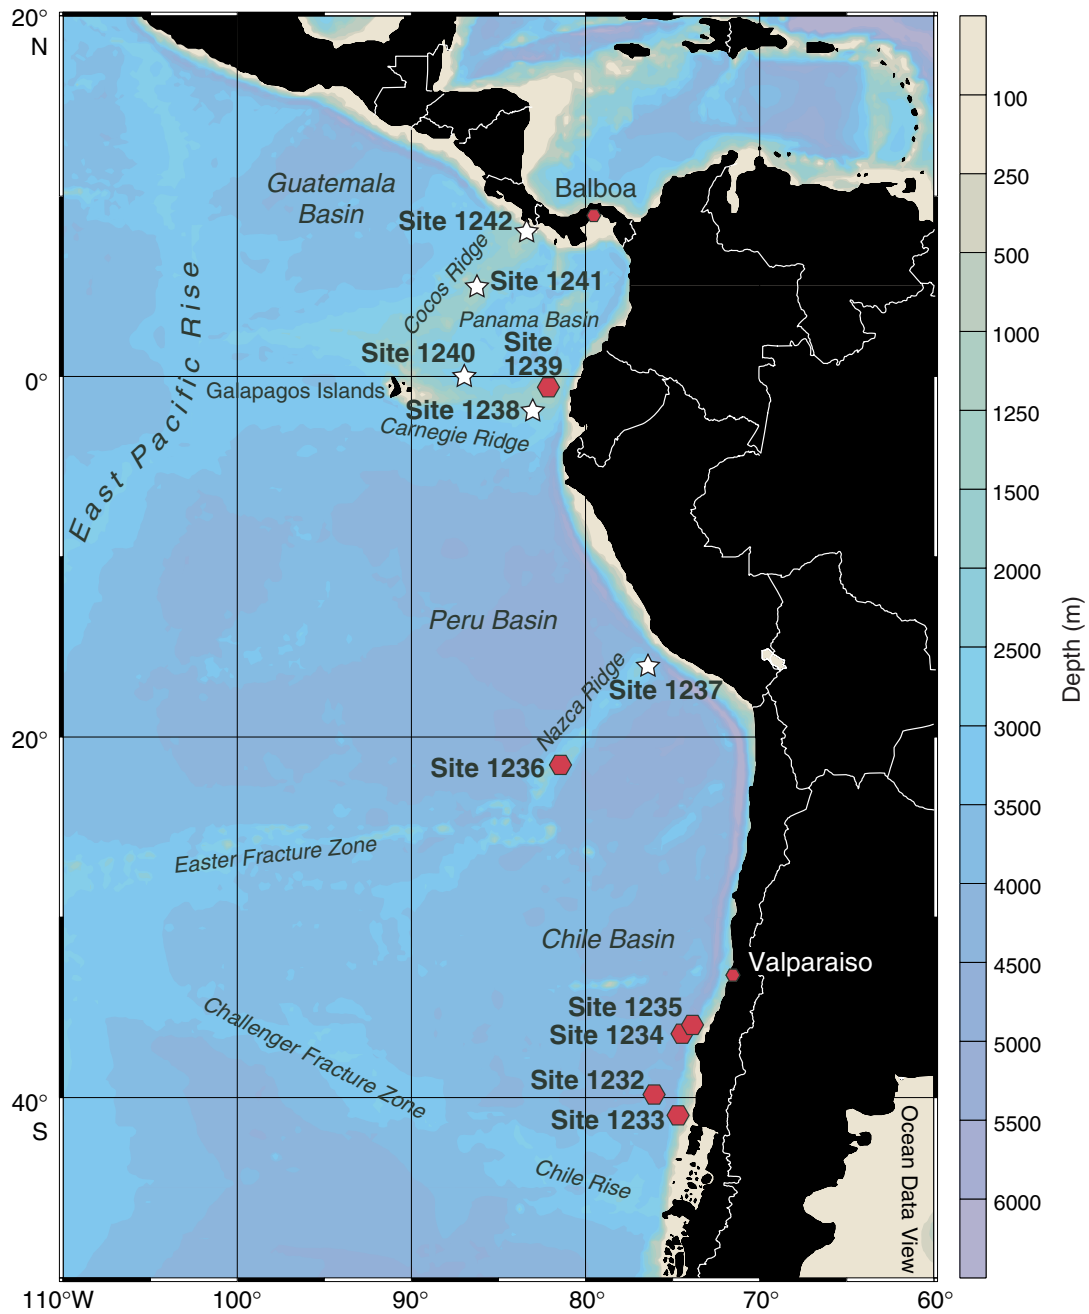 20°
N
Guatemala
Basin
Balboa
Site 1242
Cocos Ridge
Site 1241
Panama Basin
East Pacific Rise
Site 1240
Site
1239
0°
Galapagos Islands
Site 1238
Carnegie Ridge
Peru Basin
Nazca Ridge
Site 1237
20°
Site 1236
Easter Fracture Zone
Chile Basin
Valparaiso
Site 1235
Site 1234
Challenger Fracture Zone
Site 1232
40°
S
Site 1233
Chile Rise
Ocean Data View
110°W
100°
90°
80°
70°
60°
100
250
500
1000
1250
1500
2000
2500
3000
3500
4000
4500
5000
5500
6000
Depth (m)